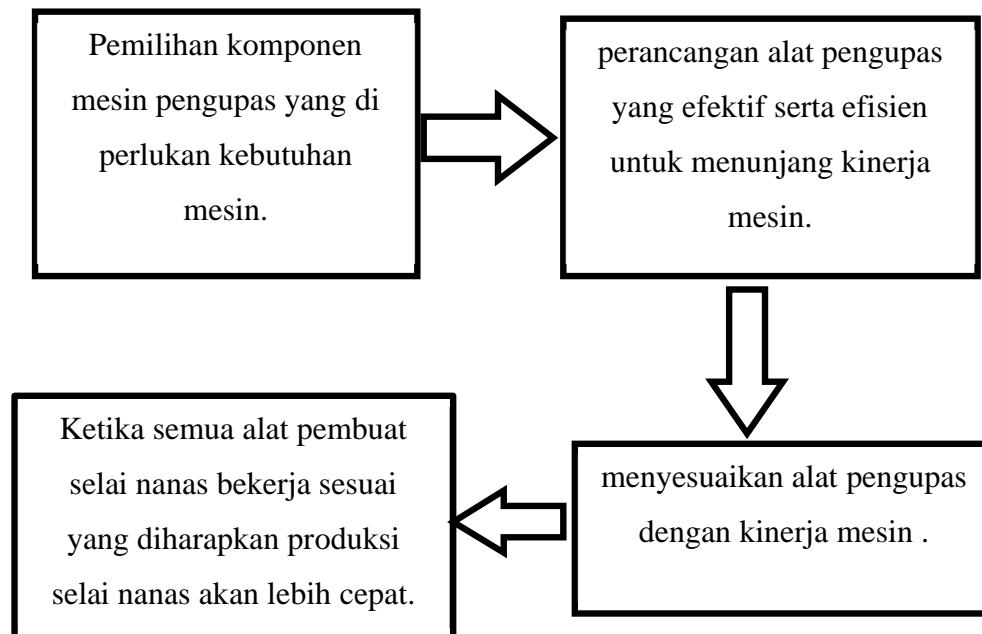 Pemilihan komponen
mesin pengupas yang di
perlukan kebutuhan
mesin.
perancangan alat pengupas
yang efektif serta efisien
untuk menunjang kinerja
mesin.
menyesuaikan alat pengupas
dengan kinerja mesin .
Ketika semua alat pembuat
selai nanas bekerja sesuai
yang diharapkan produksi
selai nanas akan lebih cepat.